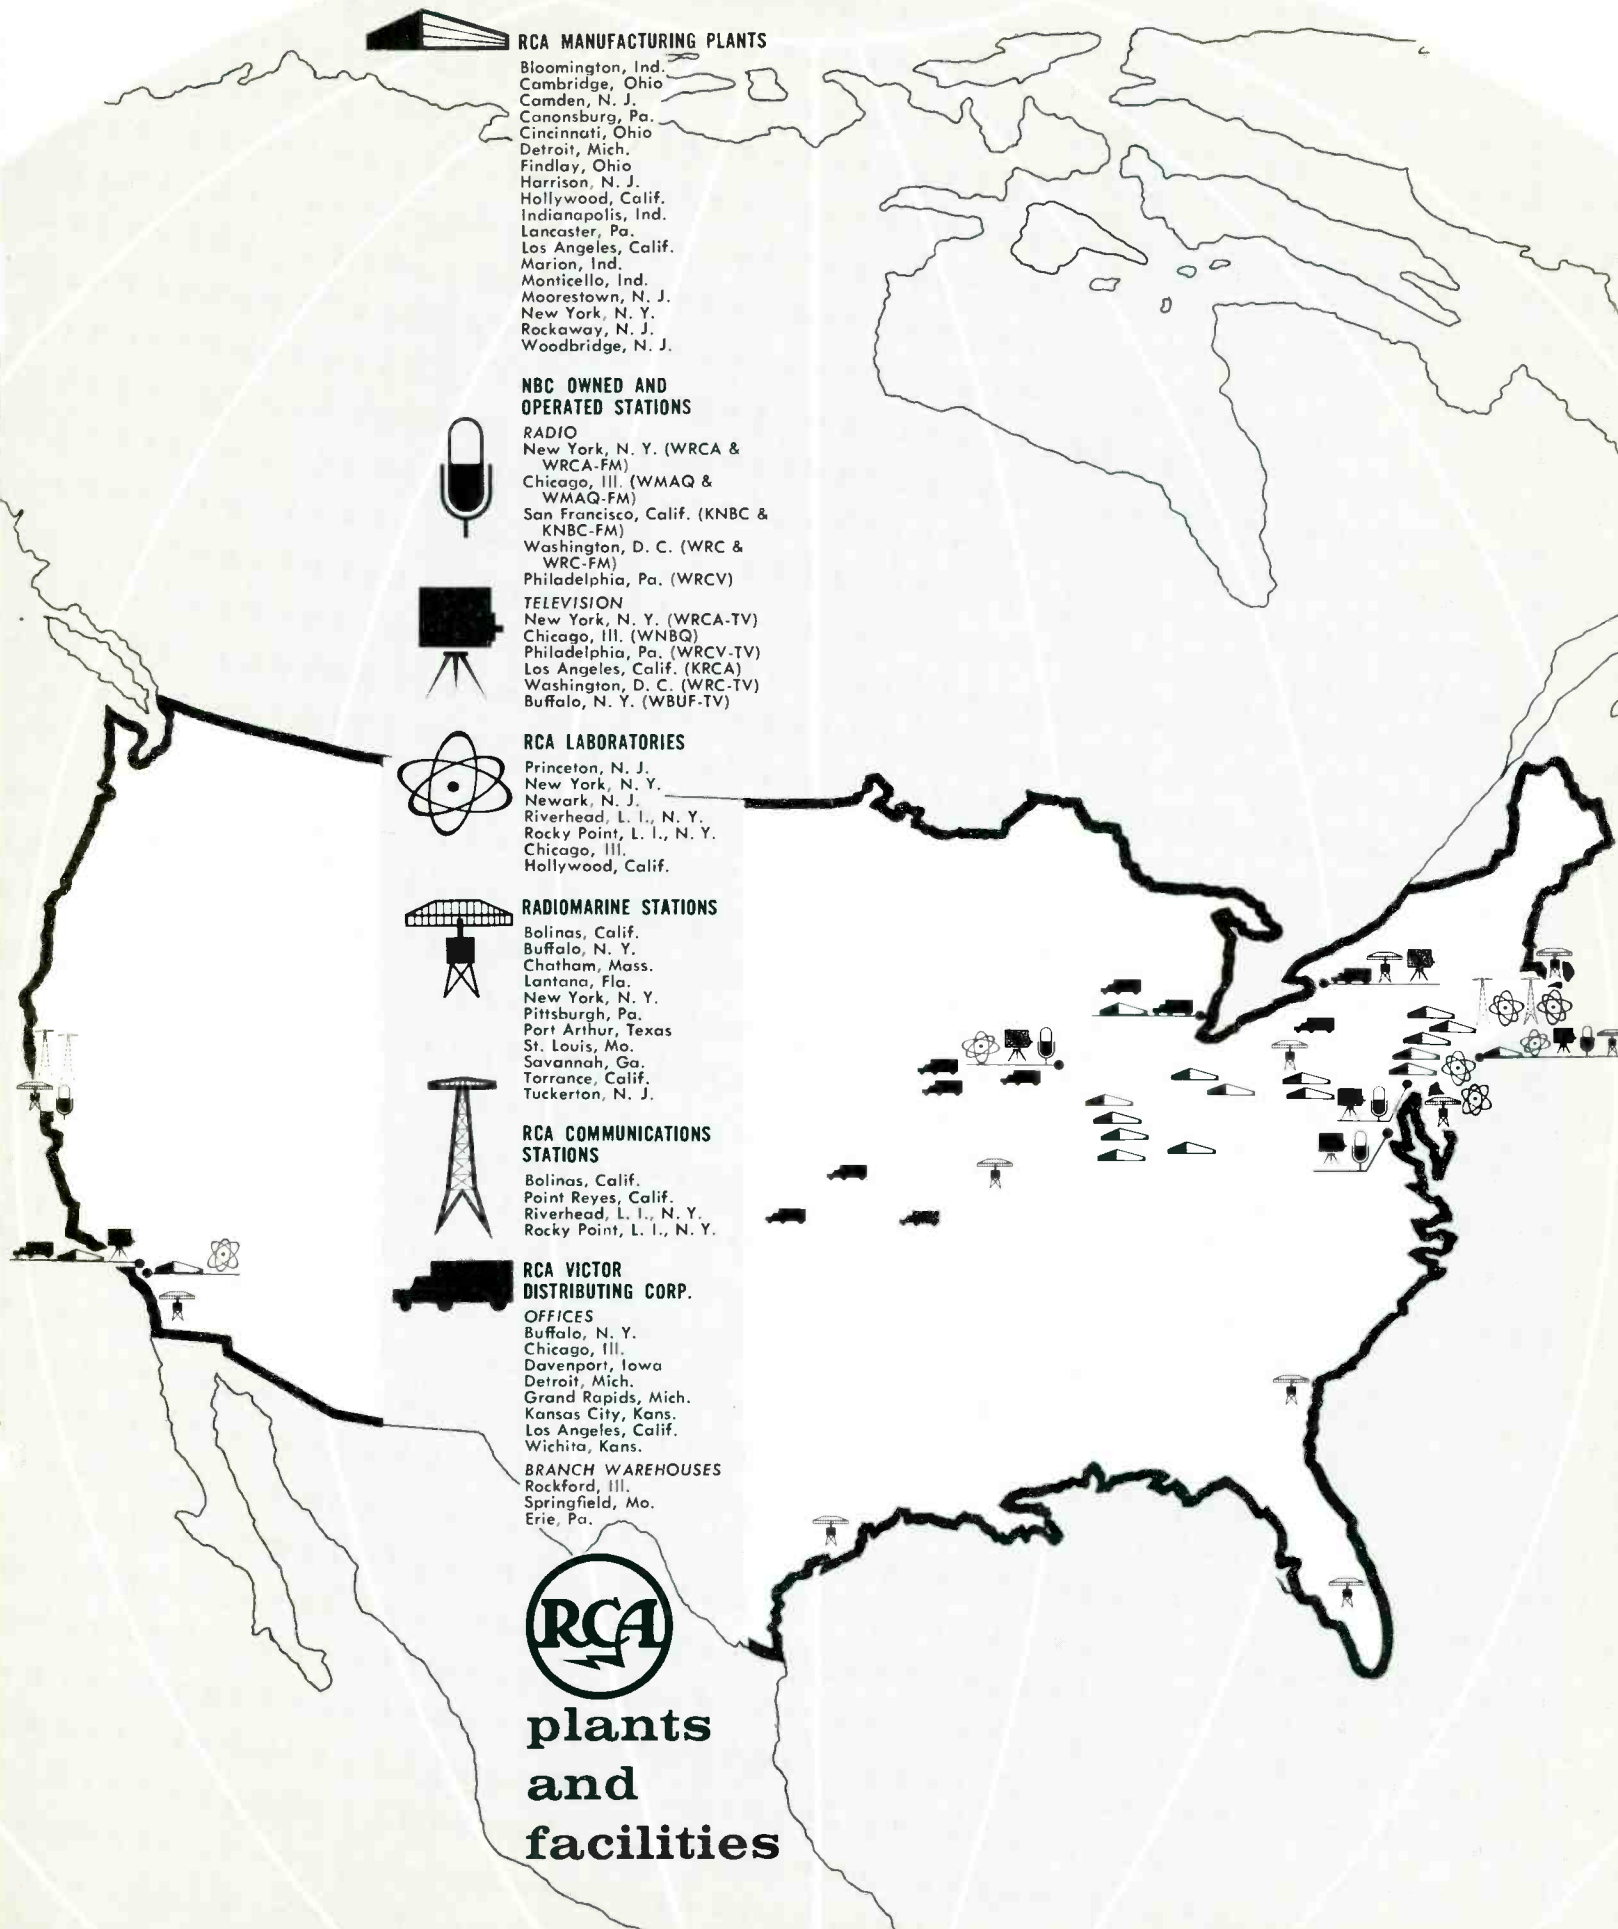 RCA MANUFACTURING PLANTS
Bloomington, Ind.
Cambridge, Ohio
Camden, N. J.
Canonsburg, Pa.
Cincinnati, Ohio
Detroit, Mich.
Findlay, Ohio
Harrison, N. J.
Hollywood, Calif.
Indianapolis, Ind.
Lancaster, Pa.
Los Angeles, Calif.
Marion, Ind.
Monticello, Ind.
Moorestown, N. J.
New York, N. Y.
Rockaway, N. J.
Woodbridge, N. J.
NBC OWNED AND
OPERATED STATIONS
RADIO
New York, N. Y. (WRCA &
WRCA-FM)
Chicago, Ill. (WMAQ &
WMAQ-FM)
San Francisco, Calif. (KNBC &
KNBC-FM)
Washington, D. C. (WRC &
WRC-FM)
Philadelphia, Pa. (WRCV)
TELEVISION
New York, N. Y. (WRCA-TV)
Chicago, Ill. (WNBQ)
Philadelphia, Pa. (WRCV-TV)
Los Angeles, Calif. (KRCA)
Washington, D. C. (WRC-TV)
Buffalo, N. Y. (WBUF-TV)
RCA LABORATORIES
Princeton, N. J.
New York, N. Y.
Newark, N. J.
Riverhead, L. I., N. Y.
Rocky Point, L. I., N. Y.
Chicago, Ill.
Hollywood, Calif.
RADIOMARINE STATIONS
Bolinas, Calif.
Buffalo, N. Y.
Chatham, Mass.
Lantana, Fla.
New York, N. Y.
Pittsburgh, Pa.
Port Arthur, Texas
St. Louis, Mo.
Savannah, Ga.
Torrance, Calif.
Tuckerton, N. J.
RCA COMMUNICATIONS
STATIONS
Bolinas, Calif.
Point Reyes, Calif.
Riverhead, L. I., N. Y.
Rocky Point, L. I., N. Y.
RCA VICTOR
DISTRIBUTING CORP.
OFFICES
Buffalo, N. Y.
Chicago, Ill.
Davenport, Iowa
Detroit, Mich.
Grand Rapids, Mich.
Kansas City, Kans.
Los Angeles, Calif.
Wichita, Kans.
BRANCH WAREHOUSES
Rockford, Ill.
Springfield, Mo.
Erie, Pa.
RCA
plants
and
facilities